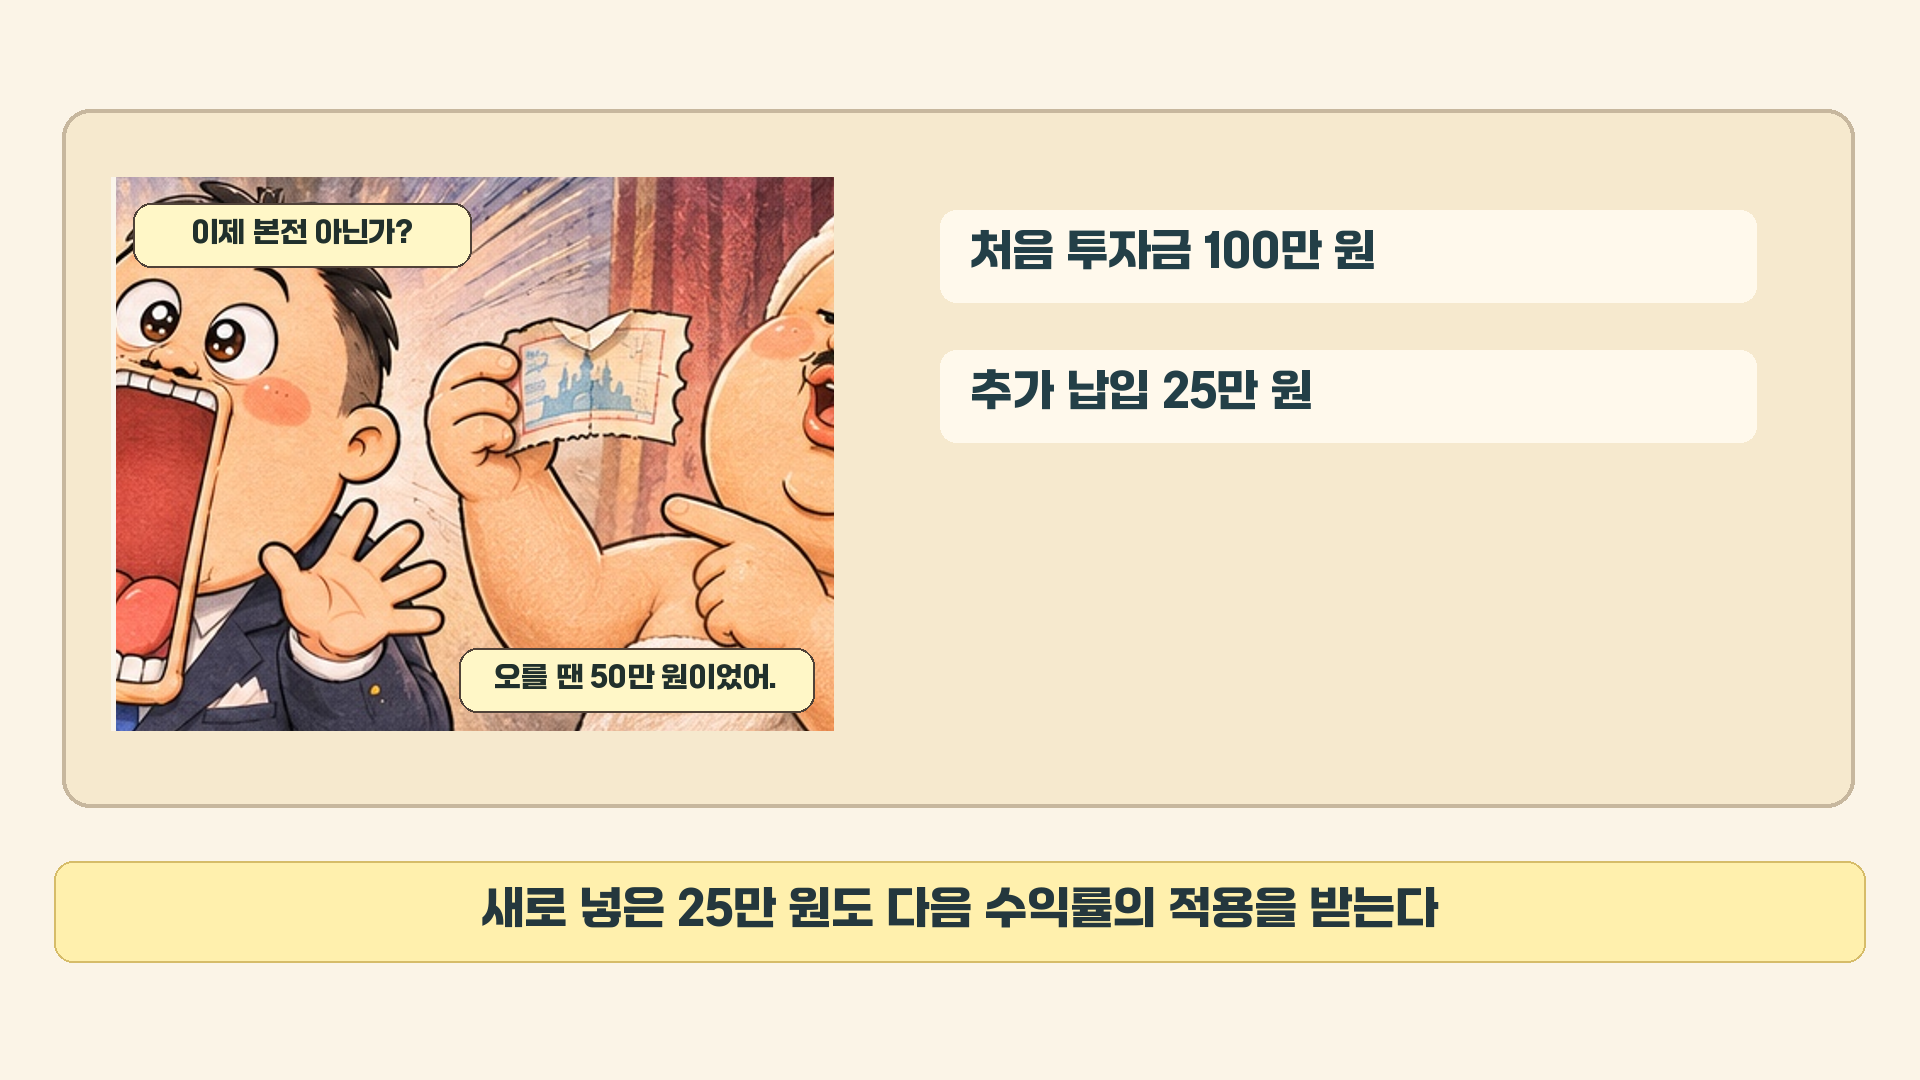 이제 본전 아닌가?
오를 땐 50만 원이었어.
처음 투자금 100만 원
추가 납입 25만 원
새로 넣은 25만 원도 다음 수익률의 적용을 받는다